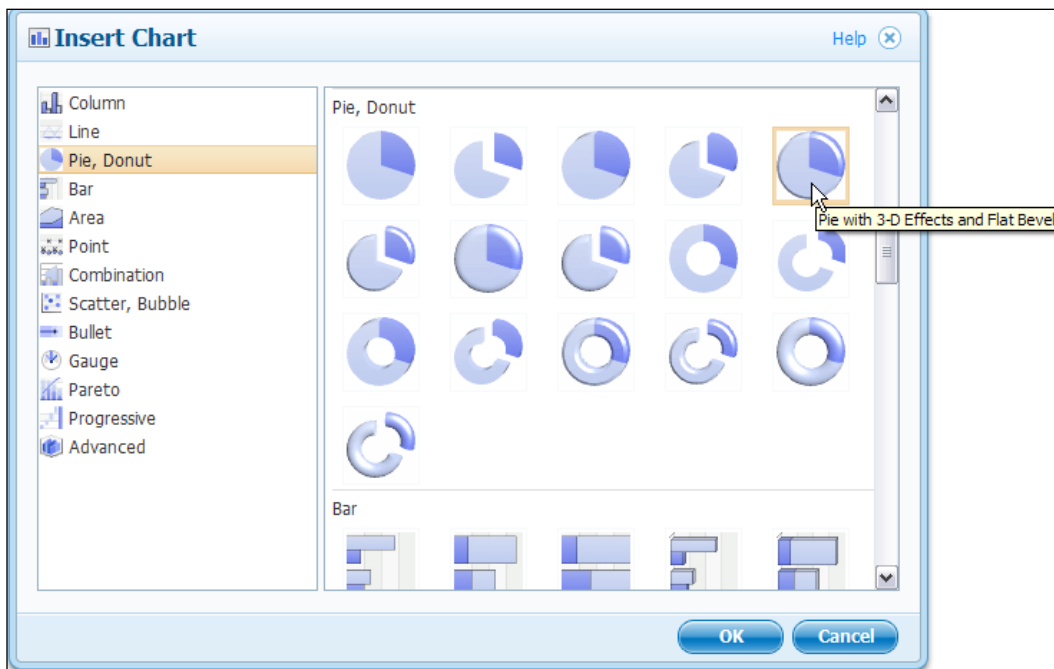 Insert Chart
Help
Column
Line
Pie, Donut
Bar
Area
Point
Combination
Scatter, Bubble
Bullet
Gauge
Pareto
Progressive
Advanced
Pie, Donut
Pie with 3-D Effects and Flat Bevel
Bar
OK
Cancel